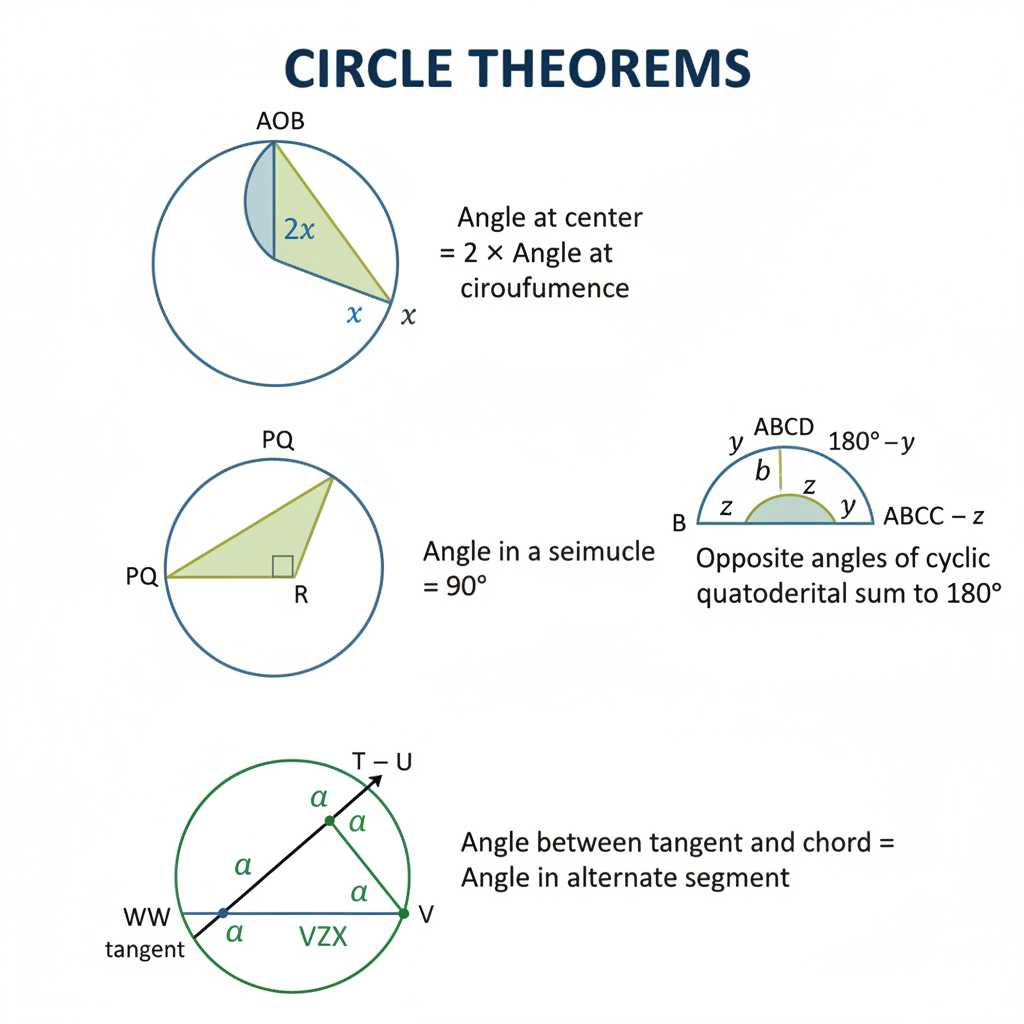 CIRCLE THEOREMS
AOB
2x
x
x
Angle at center
= 2 × Angle at
ciroufumence
PQ
PQ
R
Angle in a seimucle
= 90°
ABCD
y
180° – y
b
z
z
y
B
ABCC – z
Opposite angles of cyclic
quatoderital sum to 180°
T – U
a
a
a
a
WW
V
a
VZX
tangent
Angle between tangent and chord =
Angle in alternate segment